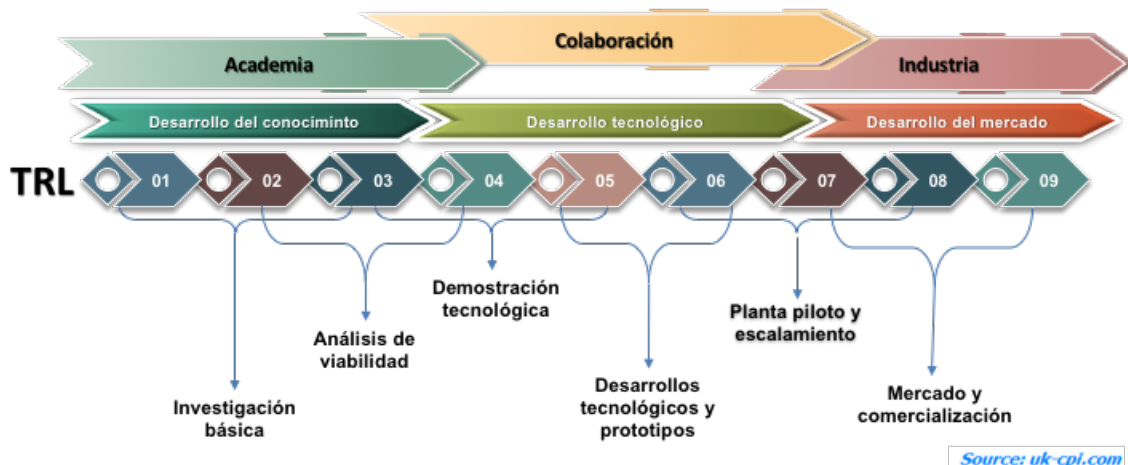 Colaboración
Academia
Industria
Desarrollo del conociminto
Desarrollo tecnológico
Desarrollo del mercado
TRL
01
02
03
04
05
06
07
08
09
Demostración
tecnológica
Planta piloto y
escalamiento
Análisis de
viabilidad
Desarrollos
tecnológicos y
prototipos
Mercado y
comercialización
Investigación
básica
Source: uk-cpi.com